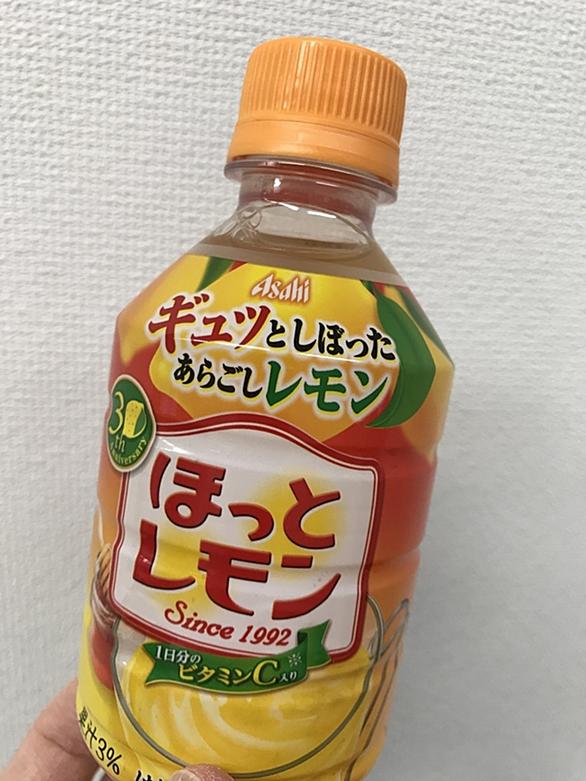 Asahi
ギュッとしぼった
あらごしレモン
30
th
anniversary
ほっと
レモン
Since 1992
1日分の
ビタミンC入り
果汁3%